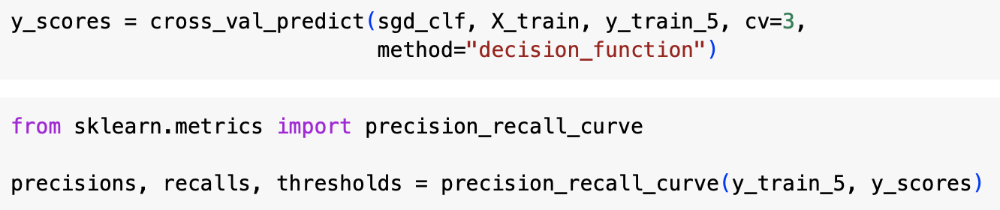 y_scores = cross_val_predict(sgd_clf, X_train, y_train_5, cv=3,
                             method="decision_function")
from sklearn.metrics import precision_recall_curve
precisions, recalls, thresholds = precision_recall_curve(y_train_5, y_scores)